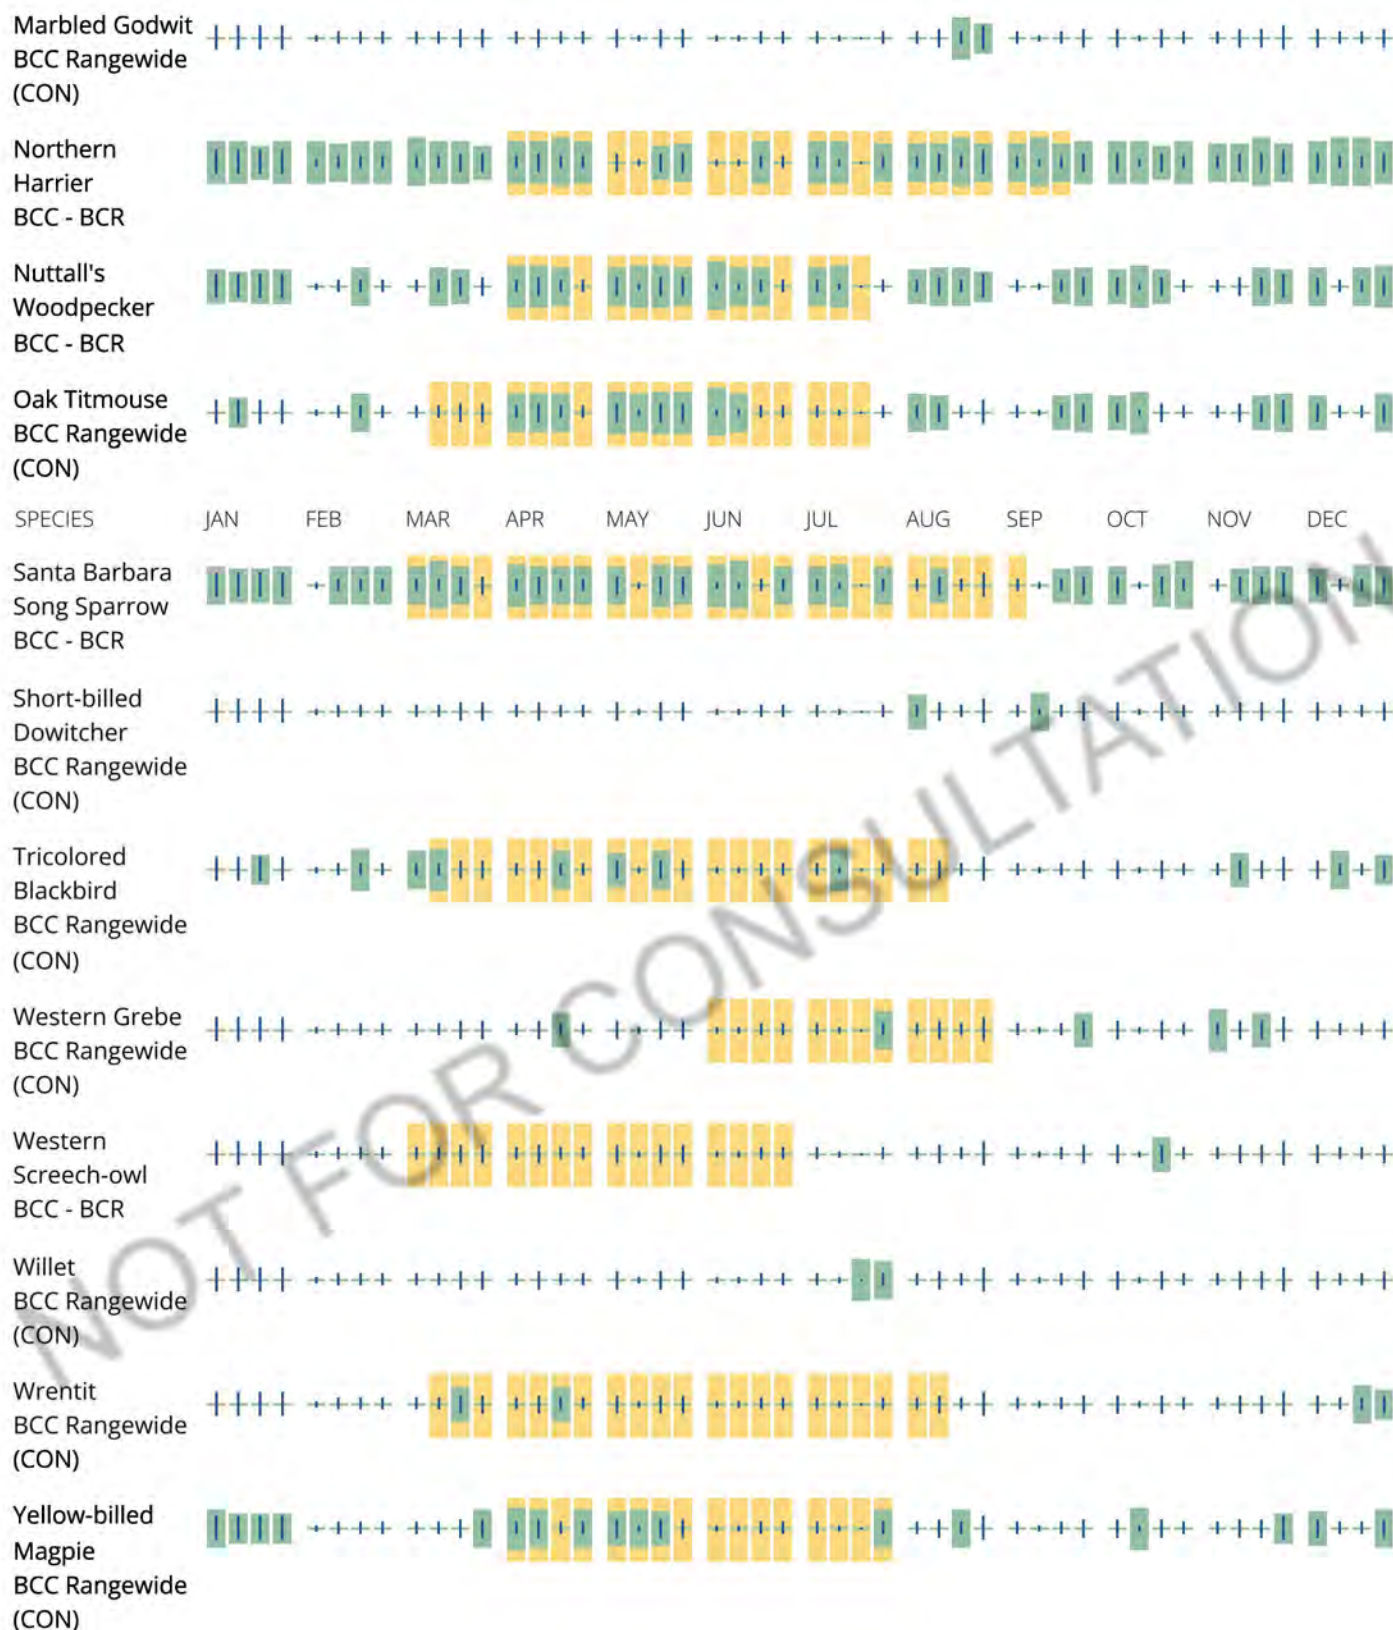 Marbled Godwit
BCC Rangewide
(CON)
Northern
Harrier
BCC - BCR
Nuttall's
Woodpecker
BCC - BCR
Oak Titmouse
BCC Rangewide
(CON)
SPECIES JAN FEB MAR APR MAY JUN JUL AUG SEP OCT NOV DEC
Santa Barbara
Song Sparrow
BCC - BCR
Short-billed
Dowitcher
BCC Rangewide
(CON)
Tricolored
Blackbird
BCC Rangewide
(CON)
Western Grebe
BCC Rangewide
(CON)
Western
Screech-owl
BCC - BCR
Willet
BCC Rangewide
(CON)
Wrentit
BCC Rangewide
(CON)
Yellow-billed
Magpie
BCC Rangewide
(CON)
NOT FOR CONSULTATION